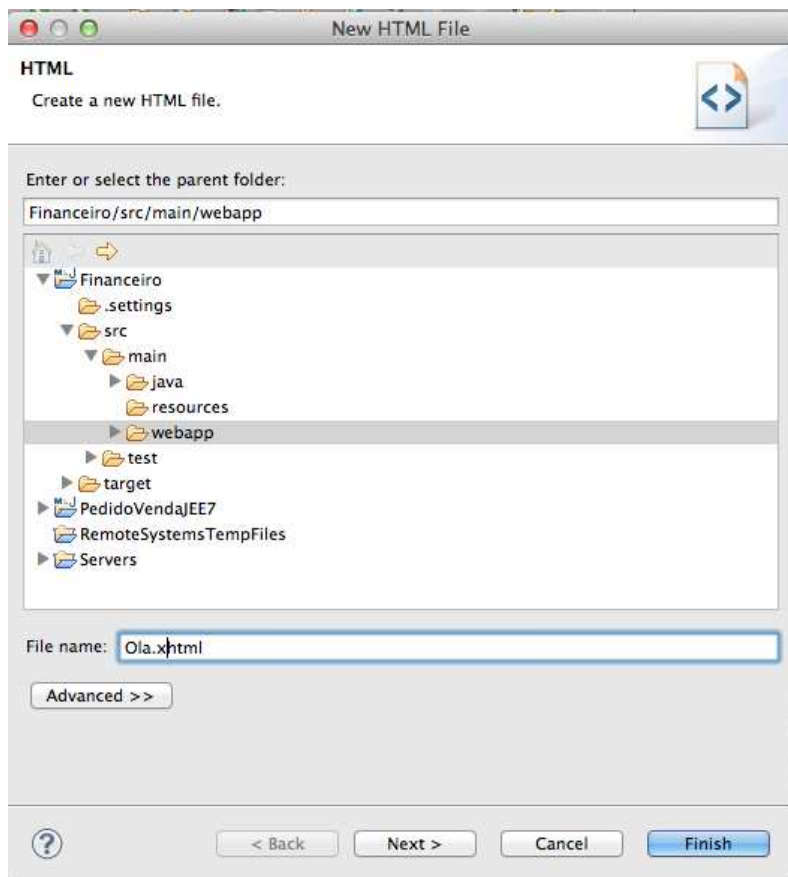 New HTML File
HTML
Create a new HTML file.
Enter or select the parent folder:
Financeiro/src/main/webapp
Financeiro
.settings
src
main
java
resources
webapp
test
target
PedidoVendaJEE7
RemoteSystemsTempFiles
Servers
File name: Ola.xhtml
Advanced >>
? < Back Next > Cancel Finish